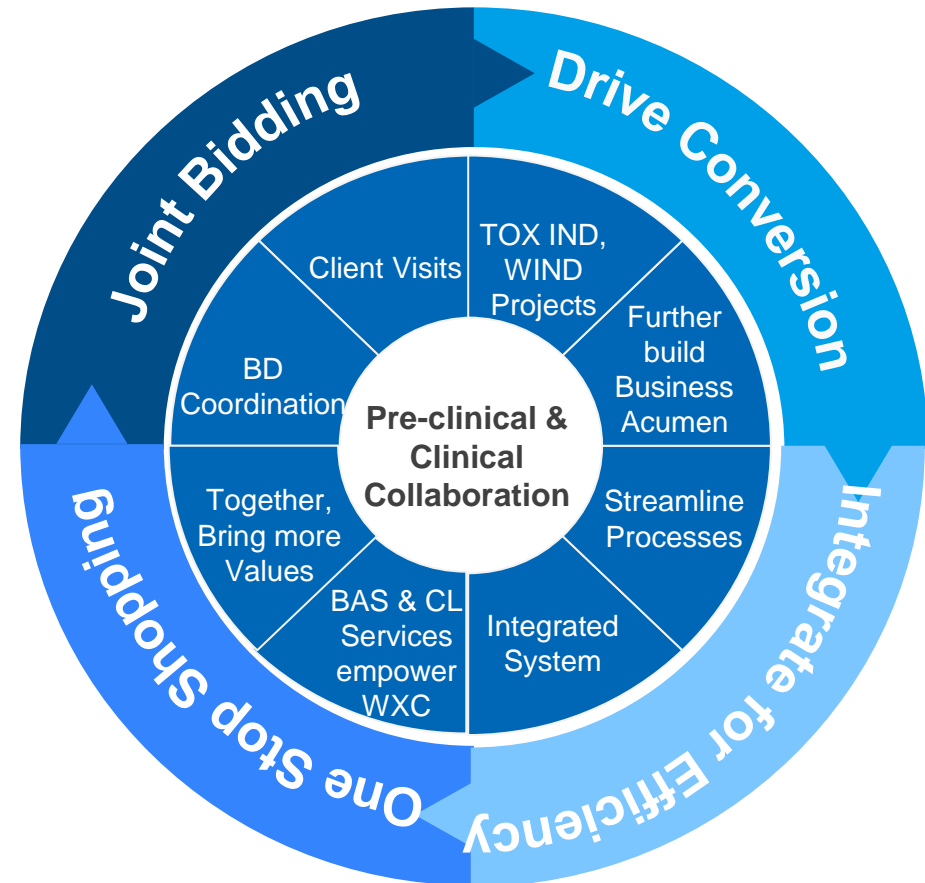 Joint Bidding
Drive Conversion
Integrate for Efficiency
One Stop Shopping
Client Visits
TOX IND,
WIND
Projects
Further
build
Business
Acumen
Streamline
Processes
Integrated
System
BAS & CL
Services
empower
WXC
Together,
Bring more
Values
BD
Coordination
Pre-clinical &
Clinical
Collaboration